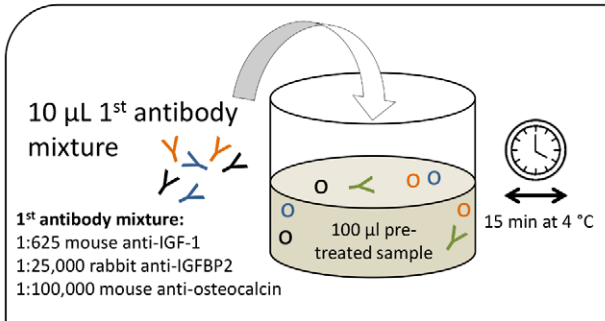 10 µL 1st antibody
mixture
1st antibody mixture:
1:625 mouse anti-IGF-1
1:25,000 rabbit anti-IGFBP2
1:100,000 mouse anti-osteocalcin
100 µl pre-
treated sample
15 min at 4 °C